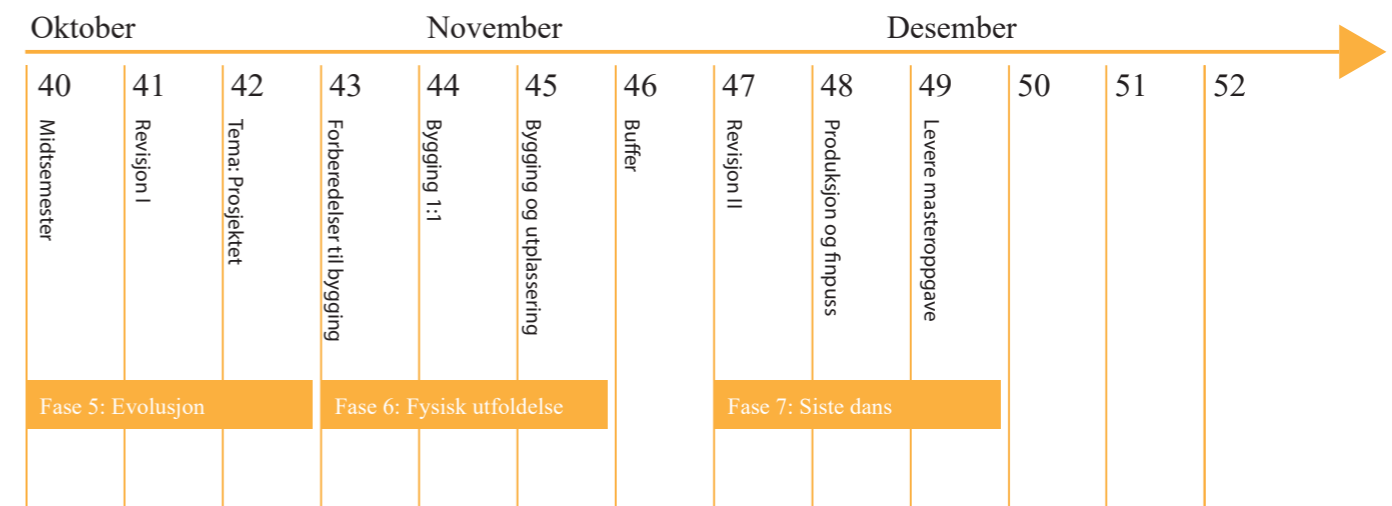 Oktober November Desember
40 41 42 43 44 45 46 47 48 49 50 51 52
Midtsemester
Revisjon I
Tema: Prosjektet
Forberedelser til bygging
Bygging 1:1
Bygging og utplassering
Buffer
Revisjon II
Produksjon og finpuss
Levere masteroppgave
Fase 5: Evolusjon
Fase 6: Fysisk utfoldelse
Fase 7: Siste dans